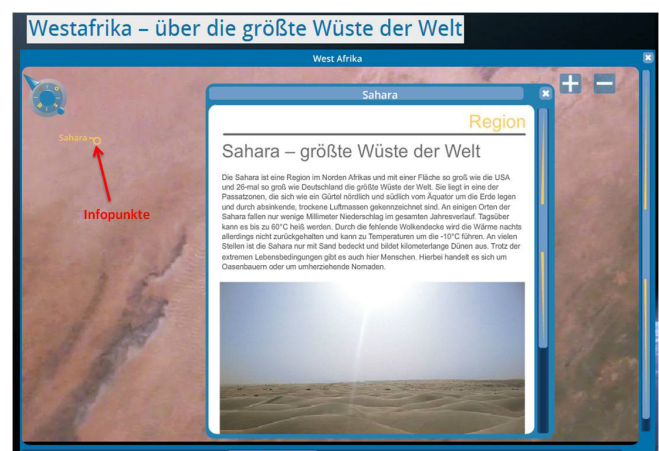 Westafrika – über die größte Wüste der Welt
West Afrika
Sahara
Sahara
Infopunkte
Region
Sahara – größte Wüste der Welt
Die Sahara ist eine Region im Norden Afrikas und mit einer Fläche so groß wie die USA
und 26-mal so groß wie Deutschland die größte Wüste der Welt. Sie liegt in eine der
Passatzonen, die sich wie ein Gürtel nördlich und südlich vom Äquator um die Erde legen
und durch absinkende, trockene Luftmassen gekennzeichnet sind. An einigen Orten der
Sahara fallen nur wenige Millimeter Niederschlag im gesamten Jahresverlauf. Tagsüber
kann es bis zu 60°C heiß werden. Durch die fehlende Wolkendecke wird die Wärme nachts
allerdings nicht zurückgehalten und kann zu Temperaturen um die -10°C führen. An vielen
Stellen ist die Sahara nur mit Sand bedeckt und bildet kilometerlange Dünen aus. Trotz der
extremen Lebensbedingungen gibt es auch hier Menschen. Hierbei handelt es sich um
Oasenbauern oder um umherziehende Nomaden.